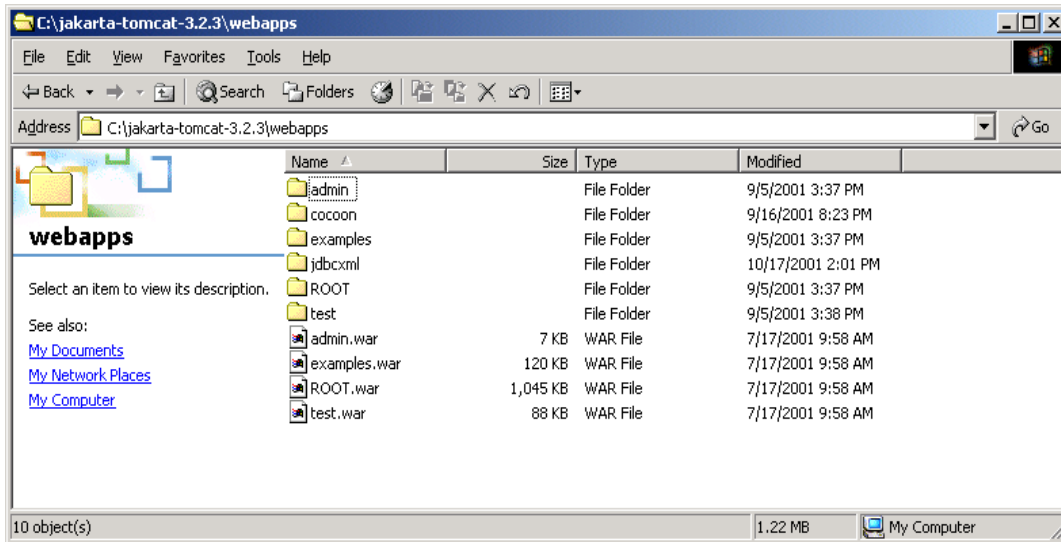 C:\jakarta-tomcat-3.2.3\webapps
File Edit View Favorites Tools Help
Back Search Folders
Address C:\jakarta-tomcat-3.2.3\webapps Go
Name Size Type Modified
admin File Folder 9/5/2001 3:37 PM
cocoon File Folder 9/16/2001 8:23 PM
webapps examples File Folder 9/5/2001 3:37 PM
jdbcxml File Folder 10/17/2001 2:01 PM
Select an item to view its description. ROOT File Folder 9/5/2001 3:37 PM
test File Folder 9/5/2001 3:38 PM
See also: admin.war 7 KB WAR File 7/17/2001 9:58 AM
My Documents examples.war 120 KB WAR File 7/17/2001 9:58 AM
My Network Places ROOT.war 1,045 KB WAR File 7/17/2001 9:58 AM
My Computer test.war 88 KB WAR File 7/17/2001 9:58 AM
10 object(s) 1.22 MB My Computer